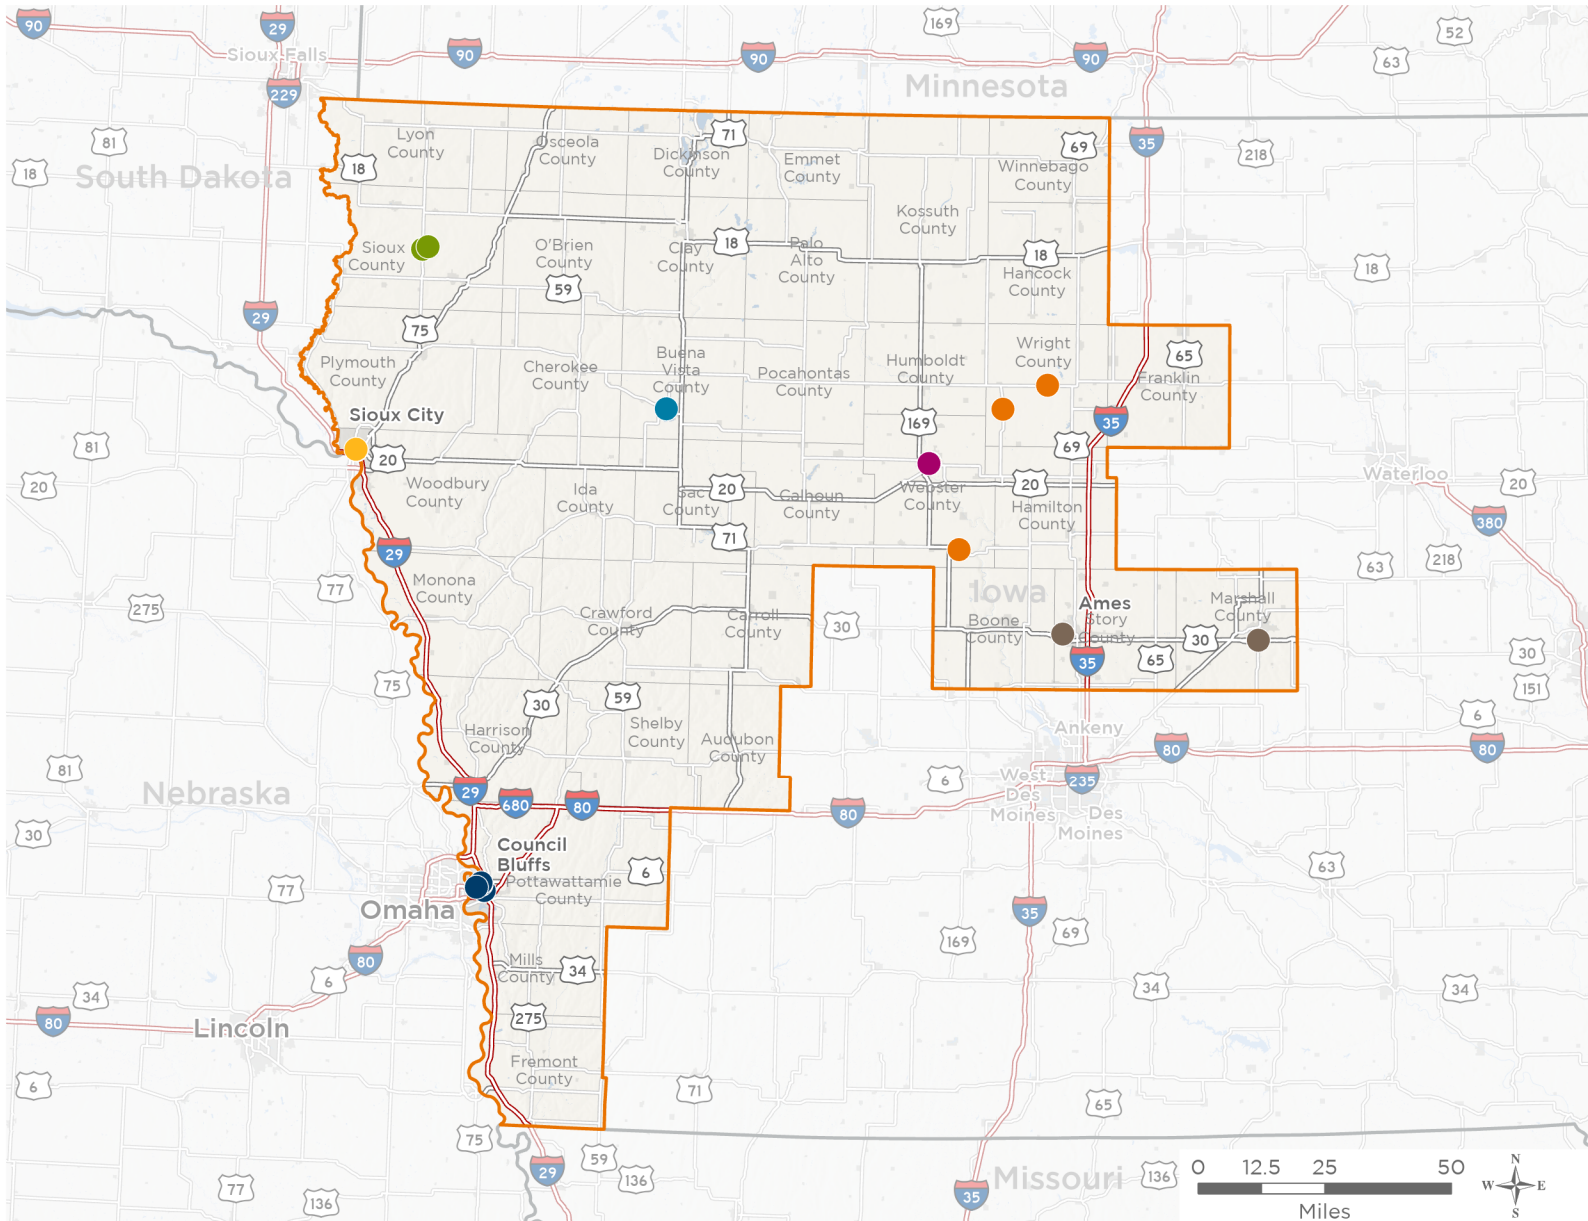 90
29
169
52
Sioux Falls
90
90
90
63
Minnesota
229
81
71
35
218
Lyon
County
Osceola
County
Dickinson
County
Emmet
County
69
Winnebago
County
18
18
South Dakota
Kossuth
County
Sioux
County
O'Brien
County
Clay
County
18
Palo
Alto
County
18
Hancock
County
18
59
29
75
Plymouth
County
Cherokee
County
Buena
Vista
County
Pocahontas
County
Humboldt
County
Wright
County
65
Franklin
County
Sioux City
169
35
81
69
20
20
Woodbury
County
Ida
County
Sac
County
20
Calhoun
County
Webster
County
20
Hamilton
County
Waterloo
20
380
29
71
218
63
77
275
Monona
County
Crawford
County
Carroll
County
30
Iowa
Boone
County
Ames
Story
County
Marshall
County
30
65
35
30
151
75
30
59
Harrison
County
Shelby
County
Audubon
County
6
Ankeny
80
80
81
Nebraska
29
680
80
6
West
Des
Moines
235
Des
Moines
80
30
Council
Bluffs
63
77
Pottawattamie
County
6
Omaha
35
69
169
80
6
Mills
County
34
34
34
34
80
Lincoln
275
Fremont
County
6
71
65
75
29
59
136
77
136
35
Missouri
136
0 12.5 25 50
Miles
N
W E
S